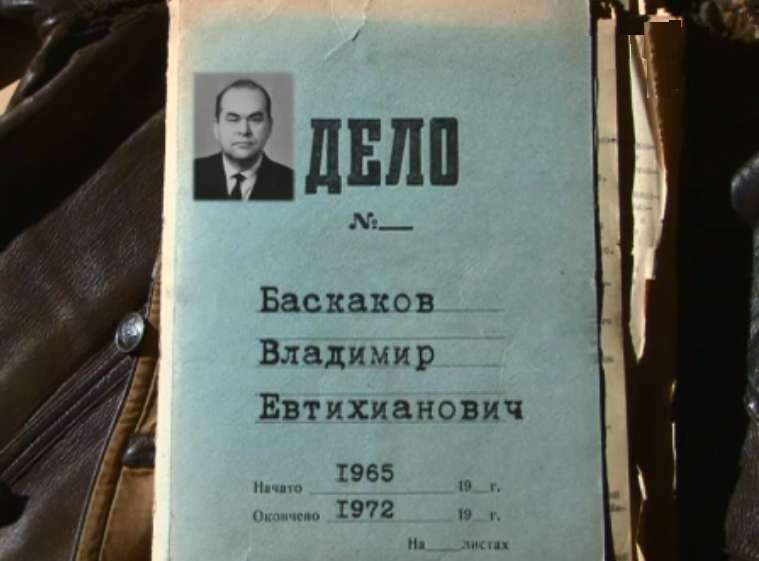 ДЕЛО
№
Баскаков
Владимир
Евтихианович
Начато 1965 19 г.
Окончено 1972 19 г.
На листах